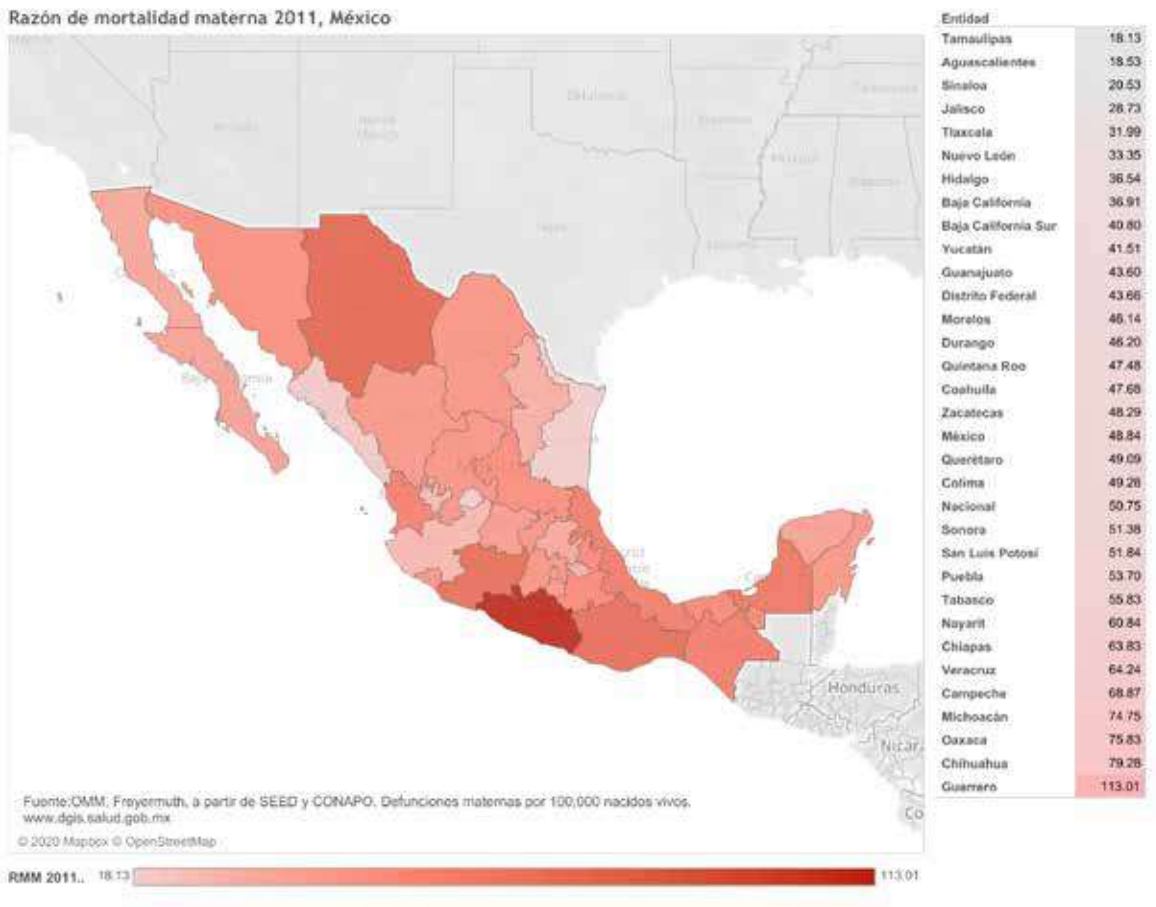 Razón de mortalidad materna 2011, México
Entidad
Tamaulipas 18.13
Aguascalientes 18.53
Sinaloa 20.53
Jalisco 28.73
Tlaxcala 31.99
Nuevo León 33.35
Hidalgo 36.54
Baja California 36.91
Baja California Sur 40.80
Yucatán 41.51
Guanajuato 43.60
Distrito Federal 43.66
Morelos 46.14
Durango 46.20
Quintana Roo 47.48
Coahuila 47.68
Zacatecas 48.29
México 48.84
Querétaro 49.09
Colima 49.28
Nacional 50.75
Sonora 51.38
San Luis Potosí 51.84
Puebla 53.70
Tabasco 55.83
Nayarit 60.84
Chiapas 63.83
Veracruz 64.24
Campeche 68.87
Michoacán 74.75
Oaxaca 75.83
Chihuahua 79.28
Guerrero 113.01
Honduras
Nicar
Co
Fuente:OMM, Freyermuth, a partir de SEED y CONAPO. Defunciones maternas por 100,000 nacidos vivos.
www.dgis.salud.gob.mx
© 2020 Mapbox © OpenStreetMap
RMM 2011.. 18.13 113.01